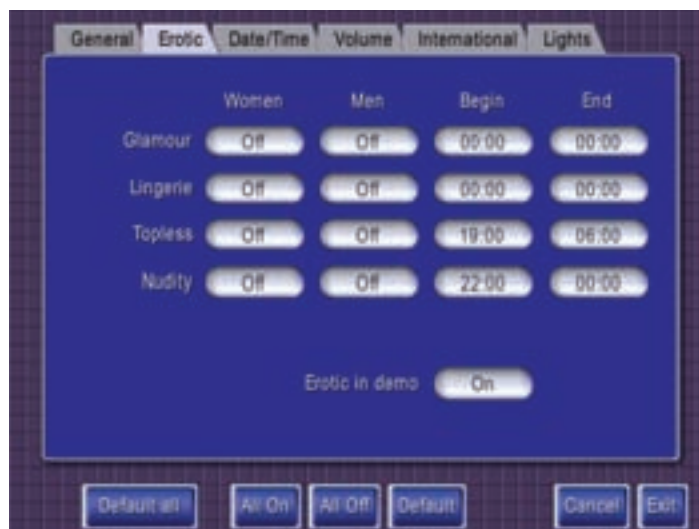 General Erotic Date/Time Volume International Lights
Women Men Begin End
Glamour Off Off 00:00 00:00
Lingerie Off Off 00:00 00:00
Topless Off Off 19:00 06:00
Nudity Off Off 22:00 00:00
Erotic in demo On
Default all All On All Off Default Cancel Exit